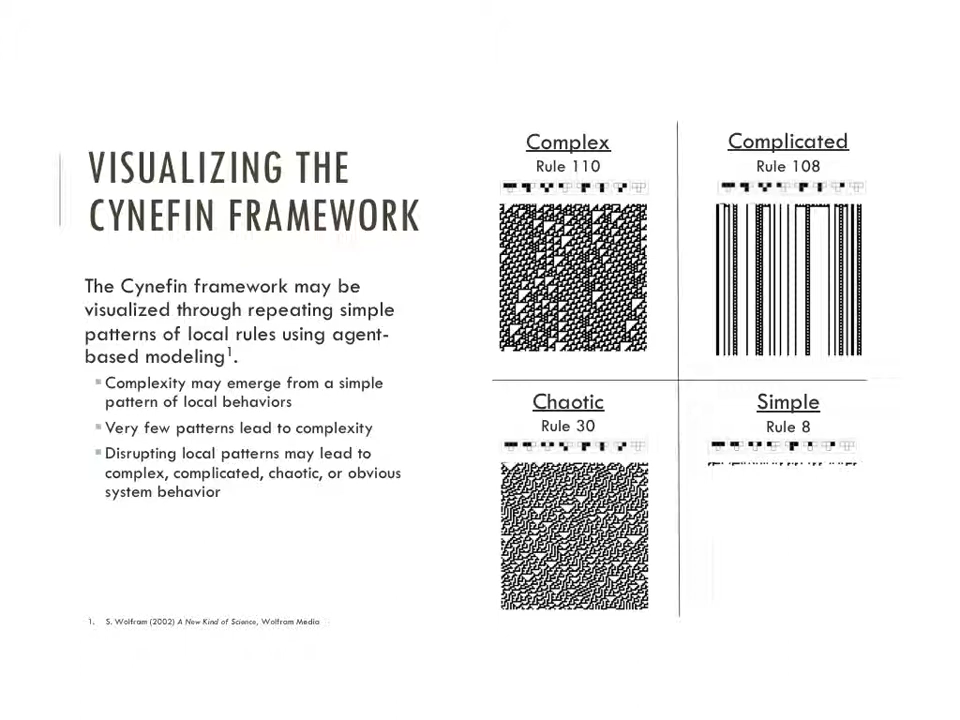 VISUALIZING THE
CYNEFIN FRAMEWORK
The Cynefin framework may be
visualized through repeating simple
patterns of local rules using agent-
based modeling1.
Complexity may emerge from a simple
pattern of local behaviors
Very few patterns lead to complexity
Disrupting local patterns may lead to
complex, complicated, chaotic, or obvious
system behavior
1. S. Wolfram (2002) A New Kind of Science, Wolfram Media
Complex
Rule 110
Complicated
Rule 108
Chaotic
Rule 30
Simple
Rule 8